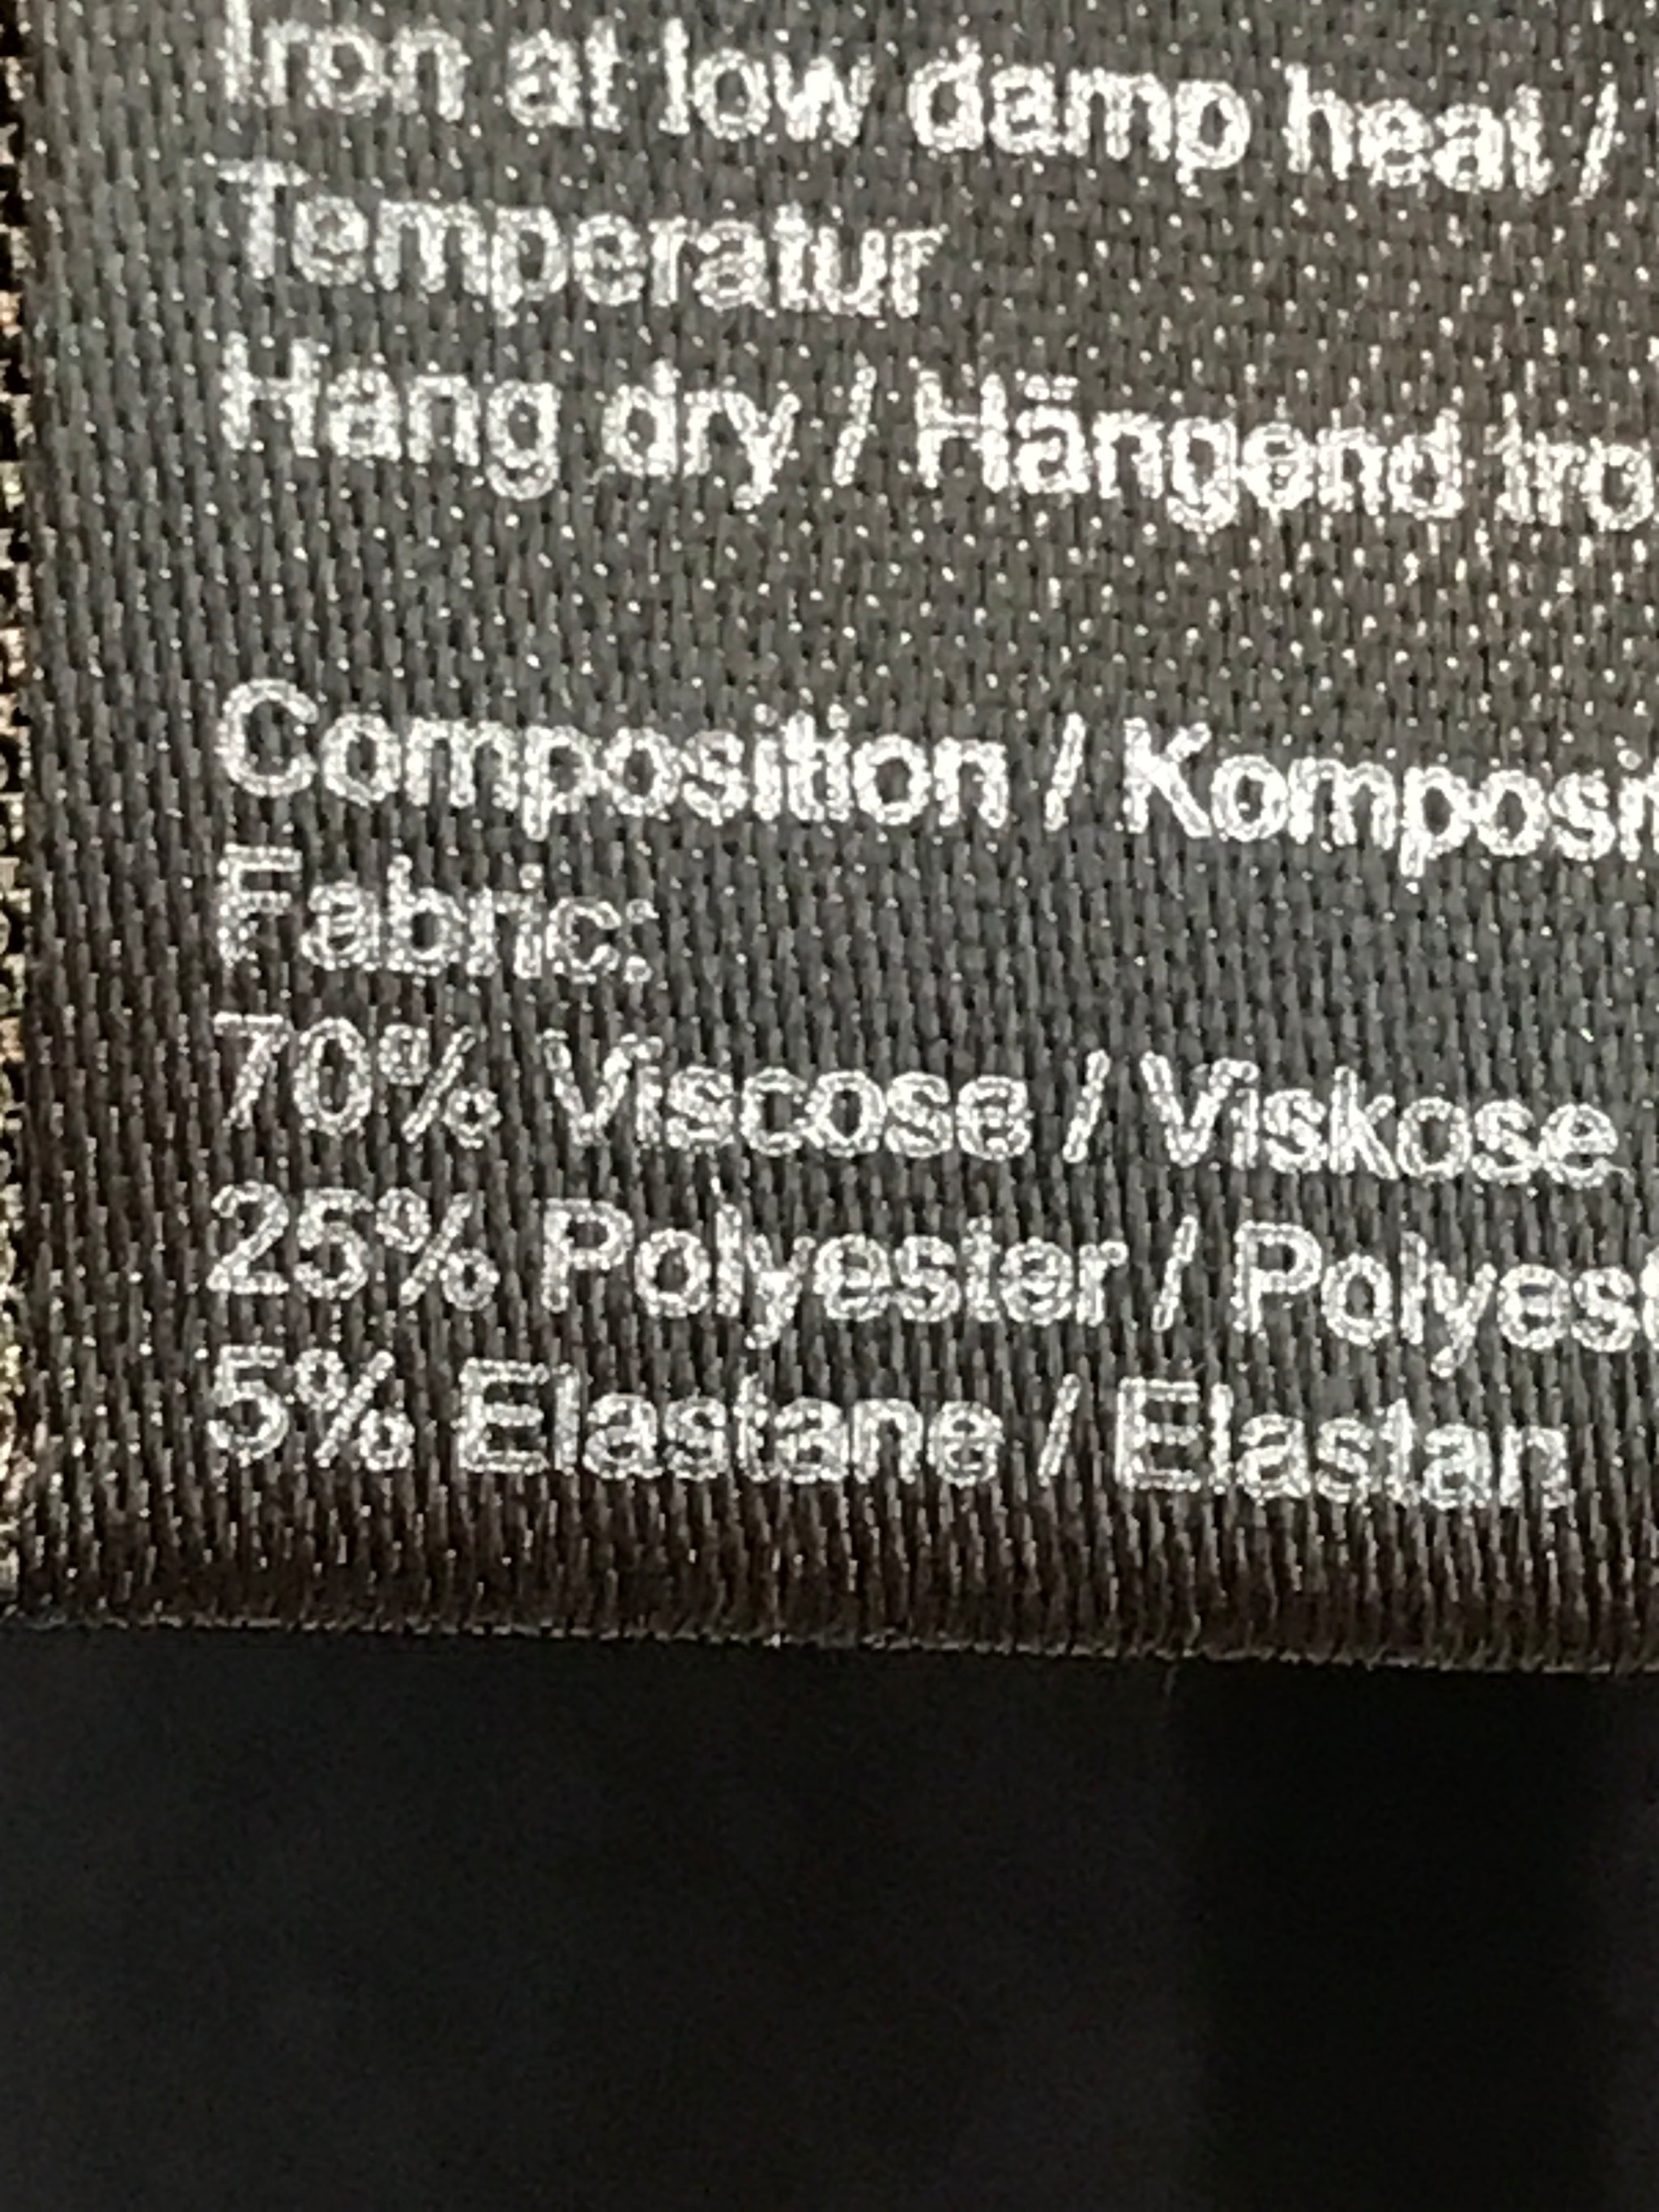 Iron at low damp heat /
Temperatur
Hang dry / Hängend
Composition /
Fabric:
70% Viscose / Viskose
25% Polyester /
5% Elastane / Elastan